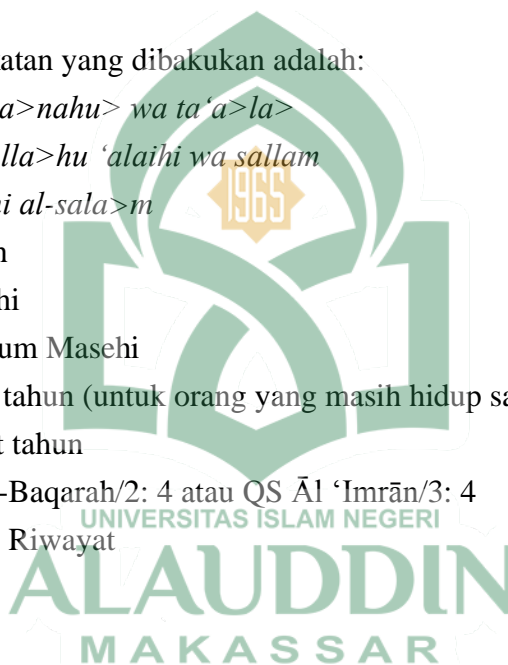 atan yang dibakukan adalah:
a>nahu> wa ta‘a>la>
lla>hu ‘alaihi wa sallam
i al-sala>m
1965
hi
um Masehi
tahun (untuk orang yang masih hidup sa
t tahun
-Baqarah/2: 4 atau QS Āl ‘Imrān/3: 4
UNIVERSITAS ISLAM NEGERI
Riwayat
ALAUDDIN
MAKASSAR